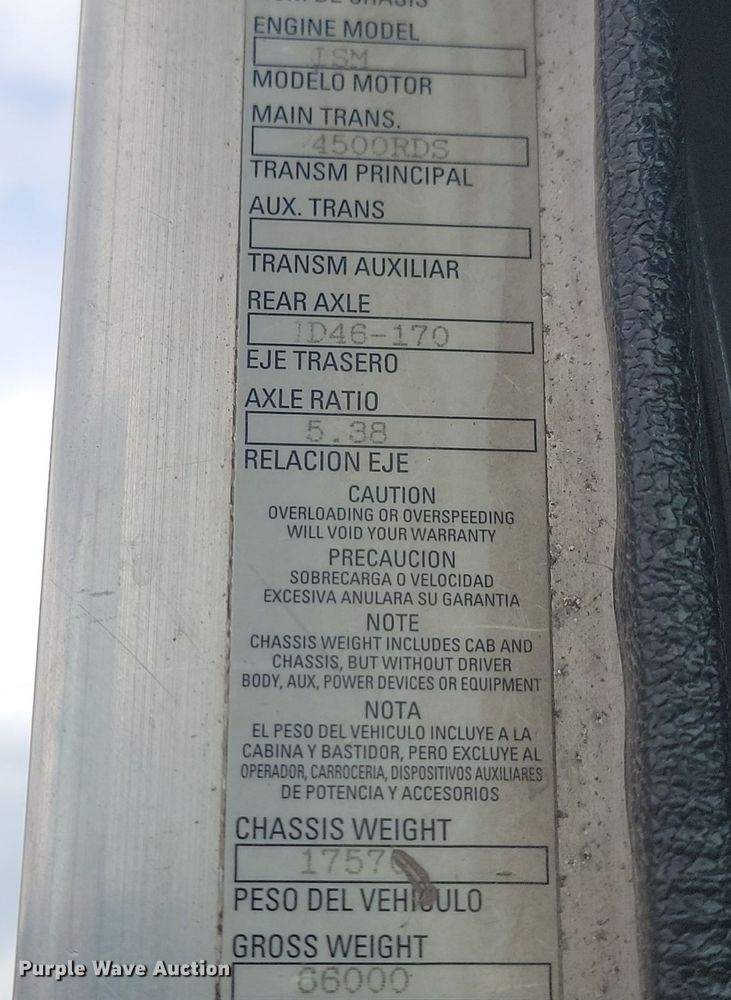 ENGINE MODEL
ISM
MODELO MOTOR
MAIN TRANS.
4500RDS
TRANSM PRINCIPAL
AUX. TRANS
TRANSM AUXILIAR
REAR AXLE
D46-170
EJE TRASERO
AXLE RATIO
5.38
RELACION EJE
CAUTION
OVERLOADING OR OVERSPEEDING
WILL VOID YOUR WARRANTY
PRECAUCION
SOBRECARGA O VELOCIDAD
EXCESIVA ANULARA SU GARANTIA
NOTE
CHASSIS WEIGHT INCLUDES CAB AND
CHASSIS, BUT WITHOUT DRIVER
BODY, AUX, POWER DEVICES OR EQUIPMENT
NOTA
EL PESO DEL VEHICULO INCLUYE A LA
CABINA Y BASTIDOR, PERO EXCLUYE AL
OPERADOR, CARROCERIA, DISPOSITIVOS AUXILIARES
DE POTENCIA Y ACCESORIOS
CHASSIS WEIGHT
PESO DEL VEHICULO
GROSS WEIGHT
66000
Purple Wave Auction